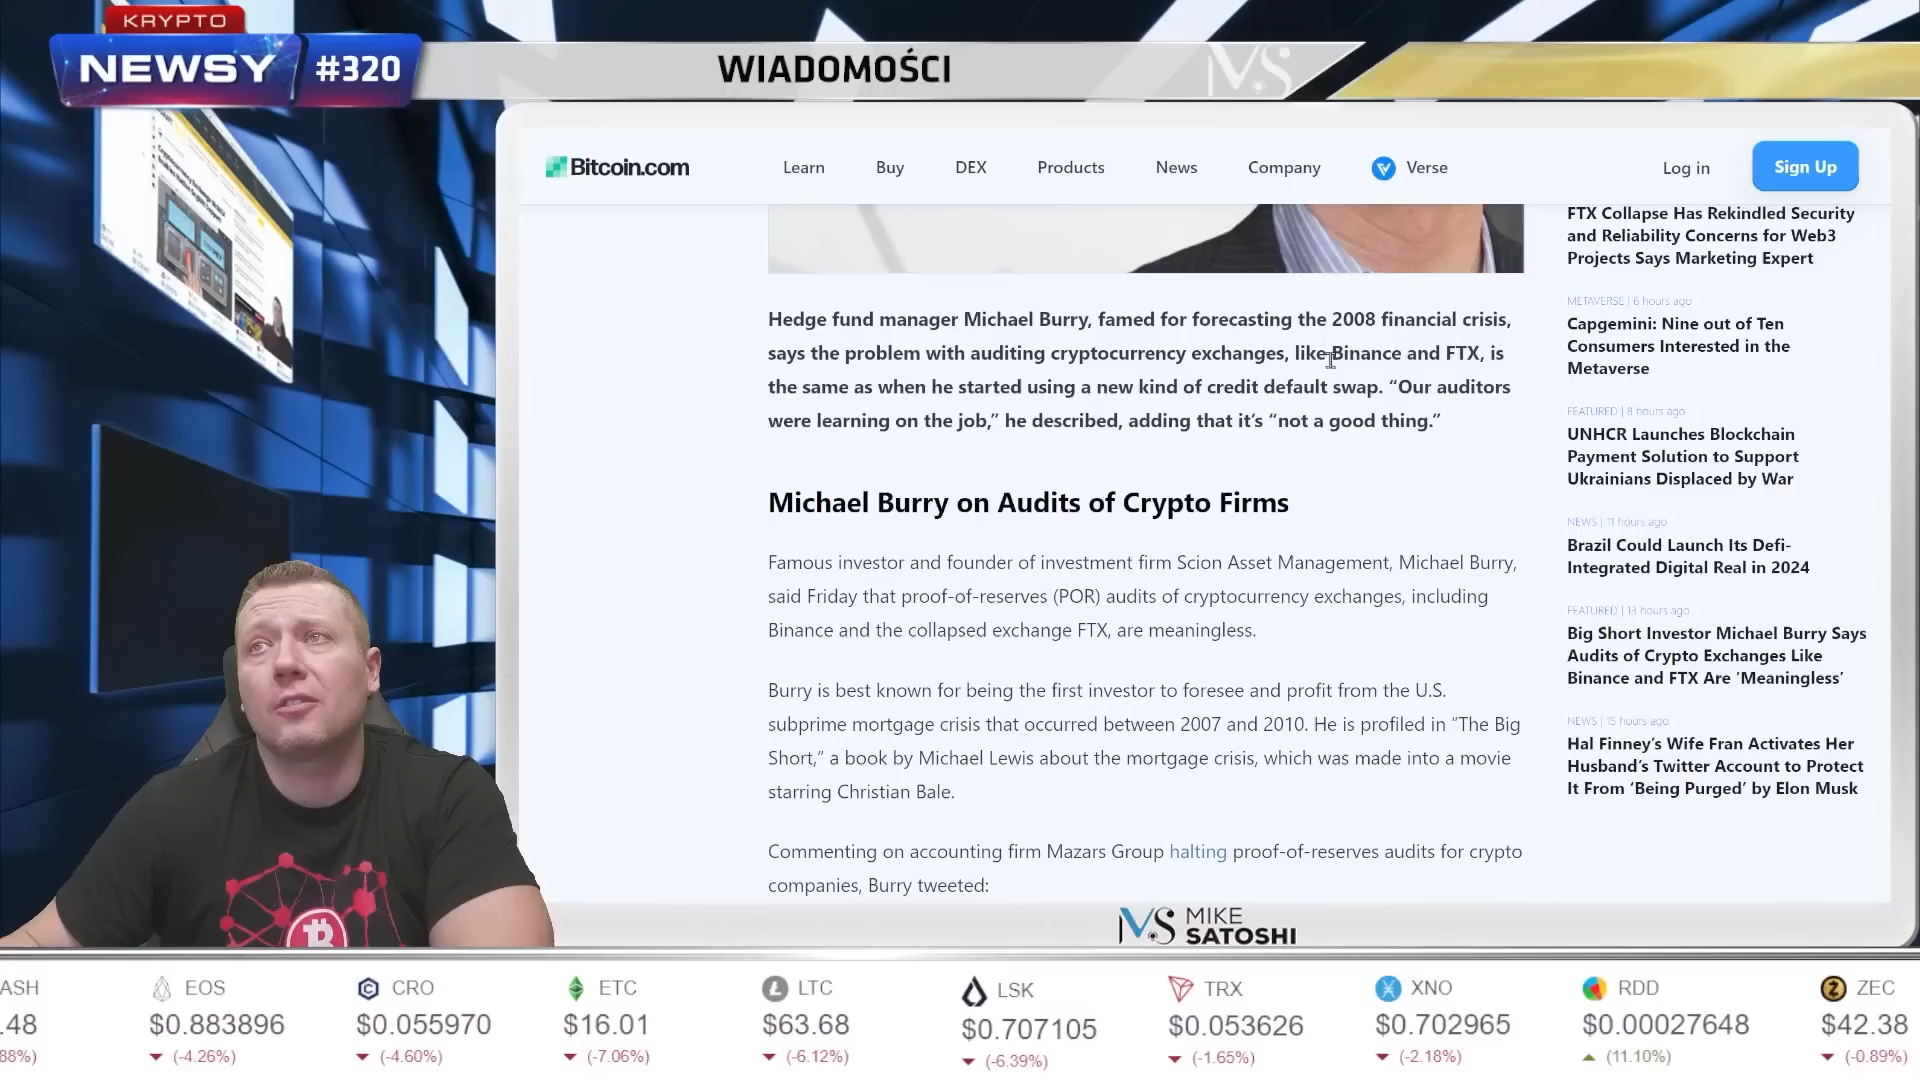 KRYPTO
NEWSY #320
WIADOMOŚCI
MS
Bitcoin.com
Learn
Buy
DEX
Products
News
Company
Verse
Log in
Sign Up
Hedge fund manager Michael Burry, famed for forecasting the 2008 financial crisis,
says the problem with auditing cryptocurrency exchanges, like Binance and FTX, is
the same as when he started using a new kind of credit default swap. “Our auditors
were learning on the job,” he described, adding that it’s “not a good thing.”
Michael Burry on Audits of Crypto Firms
Famous investor and founder of investment firm Scion Asset Management, Michael Burry,
said Friday that proof-of-reserves (POR) audits of cryptocurrency exchanges, including
Binance and the collapsed exchange FTX, are meaningless.
Burry is best known for being the first investor to foresee and profit from the U.S.
subprime mortgage crisis that occurred between 2007 and 2010. He is profiled in “The Big
Short,” a book by Michael Lewis about the mortgage crisis, which was made into a movie
starring Christian Bale.
Commenting on accounting firm Mazars Group halting proof-of-reserves audits for crypto
companies, Burry tweeted:
FTX Collapse Has Rekindled Security
and Reliability Concerns for Web3
Projects Says Marketing Expert
METAVERSE | 6 hours ago
Capgemini: Nine out of Ten
Consumers Interested in the
Metaverse
FEATURED | 8 hours ago
UNHCR Launches Blockchain
Payment Solution to Support
Ukrainians Displaced by War
NEWS | 11 hours ago
Brazil Could Launch Its Defi-
Integrated Digital Real in 2024
FEATURED | 13 hours ago
Big Short Investor Michael Burry Says
Audits of Crypto Exchanges Like
Binance and FTX Are ‘Meaningless’
NEWS | 15 hours ago
Hal Finney’s Wife Fran Activates Her
Husband’s Twitter Account to Protect
It From ‘Being Purged’ by Elon Musk
MS MIKE
SATOSHI
ASH
.48
88%)
EOS
$0.883896
(-4.26%)
CRO
$0.055970
(-4.60%)
ETC
$16.01
(-7.06%)
LTC
$63.68
(-6.12%)
LSK
$0.707105
(-6.39%)
TRX
$0.053626
(-1.65%)
XNO
$0.702965
(-2.18%)
RDD
$0.00027648
(11.10%)
ZEC
$42.38
(-0.89%)